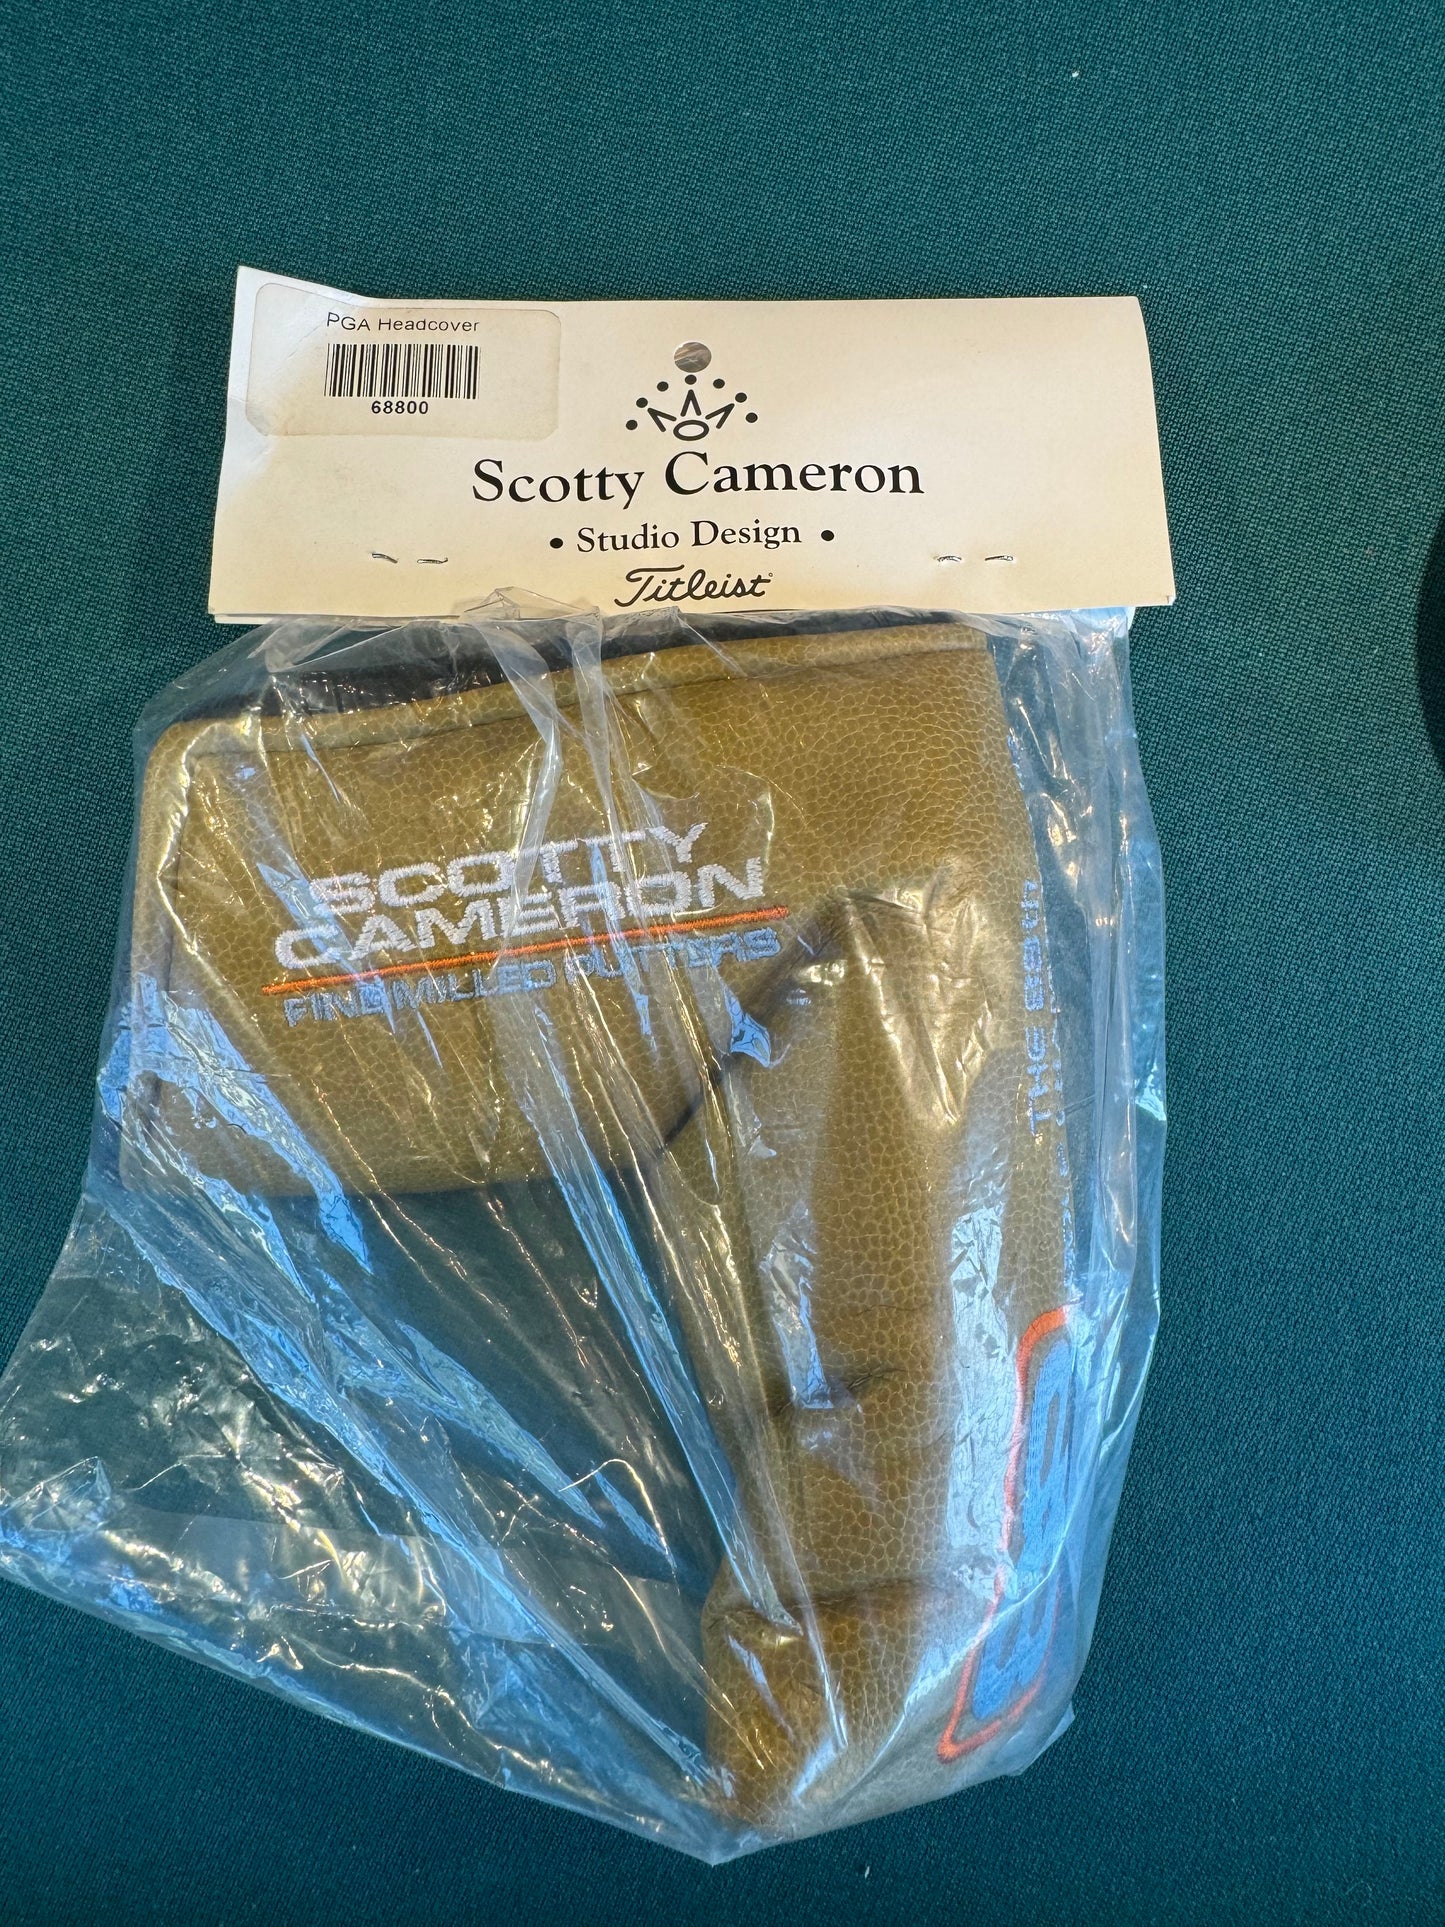 PGA Headcover
68800
Scotty Cameron
• Studio Design •
Titleist
SCOTTY
CAMERON
FINE MILLED PUTTERS